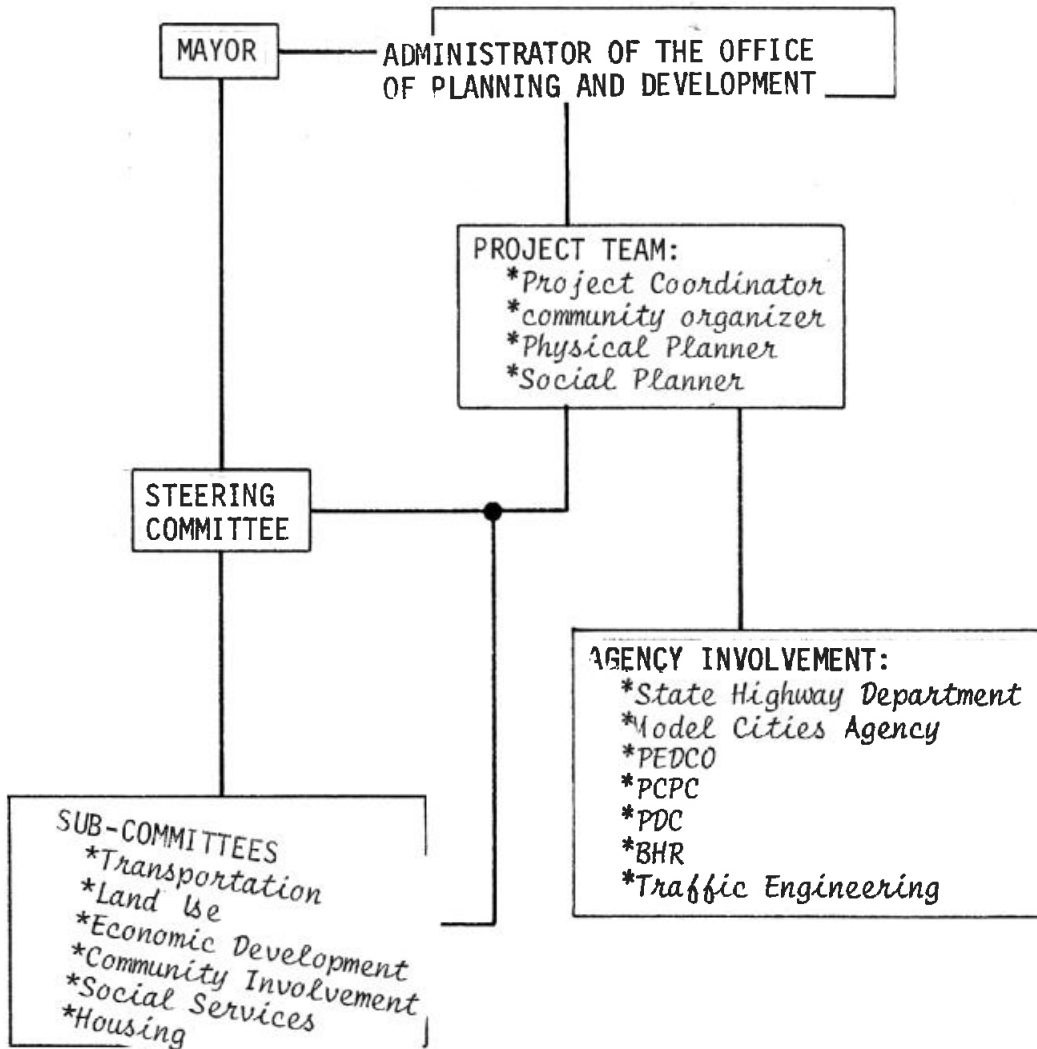 MAYOR
ADMINISTRATOR OF THE OFFICE
OF PLANNING AND DEVELOPMENT
PROJECT TEAM:
*Project Coordinator
*community organizer
*Physical Planner
*Social Planner
STEERING
COMMITTEE
AGENCY INVOLVEMENT:
*State Highway Department
*Model Cities Agency
*PEDCO
*PCPC
*PDC
*BHR
*Traffic Engineering
SUB-COMMITTEES
*Transportation
*Land Use
*Economic Development
*Community Involvement
*Social Services
*Housing